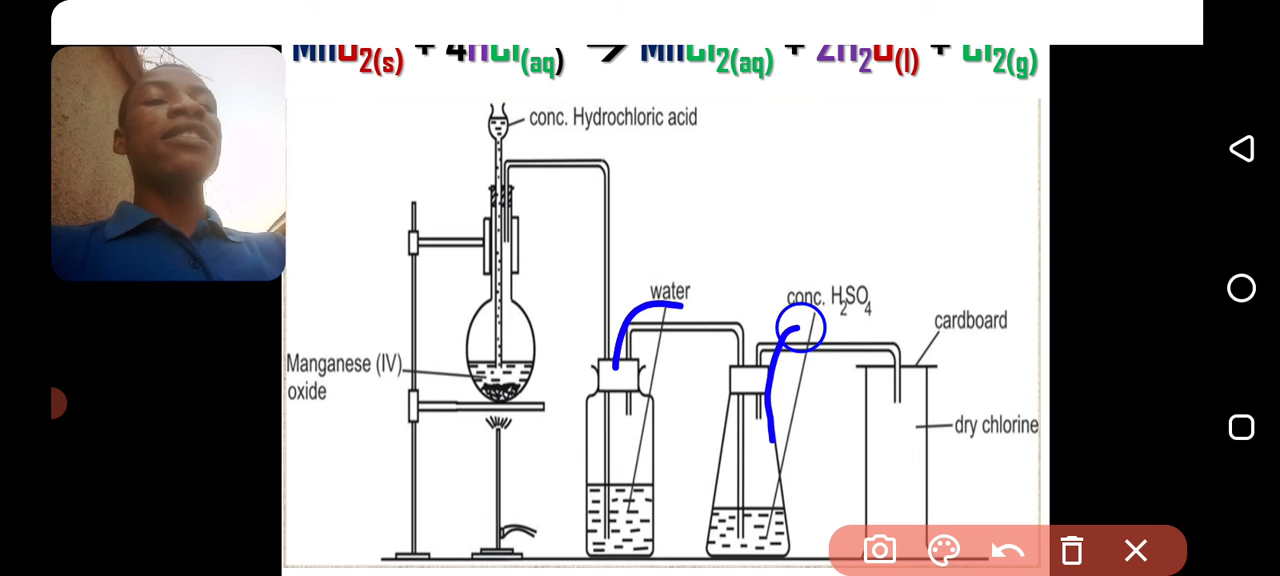 MnO2(s) + 4HCl(aq) → MnCl2(aq) + 2H2O(l) + Cl2(g)
conc. Hydrochloric acid
water
conc. H2SO4
cardboard
Manganese (IV)
oxide
dry chlorine